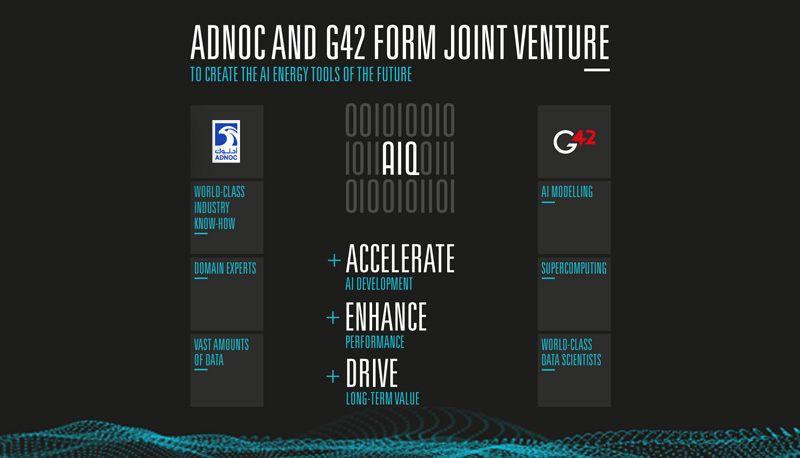 ADNOC AND G42 FORM JOINT VENTURE
TO CREATE THE AI ENERGY TOOLS OF THE FUTURE
أدنوك
ADNOC
WORLD-CLASS
INDUSTRY
KNOW-HOW
DOMAIN EXPERTS
VAST AMOUNTS
OF DATA
001010010
1011 AIQ 0111
0100101101
+ ACCELERATE
AI DEVELOPMENT
+ ENHANCE
PERFORMANCE
+ DRIVE
LONG-TERM VALUE
G42
AI MODELLING
SUPERCOMPUTING
WORLD-CLASS
DATA SCIENTISTS